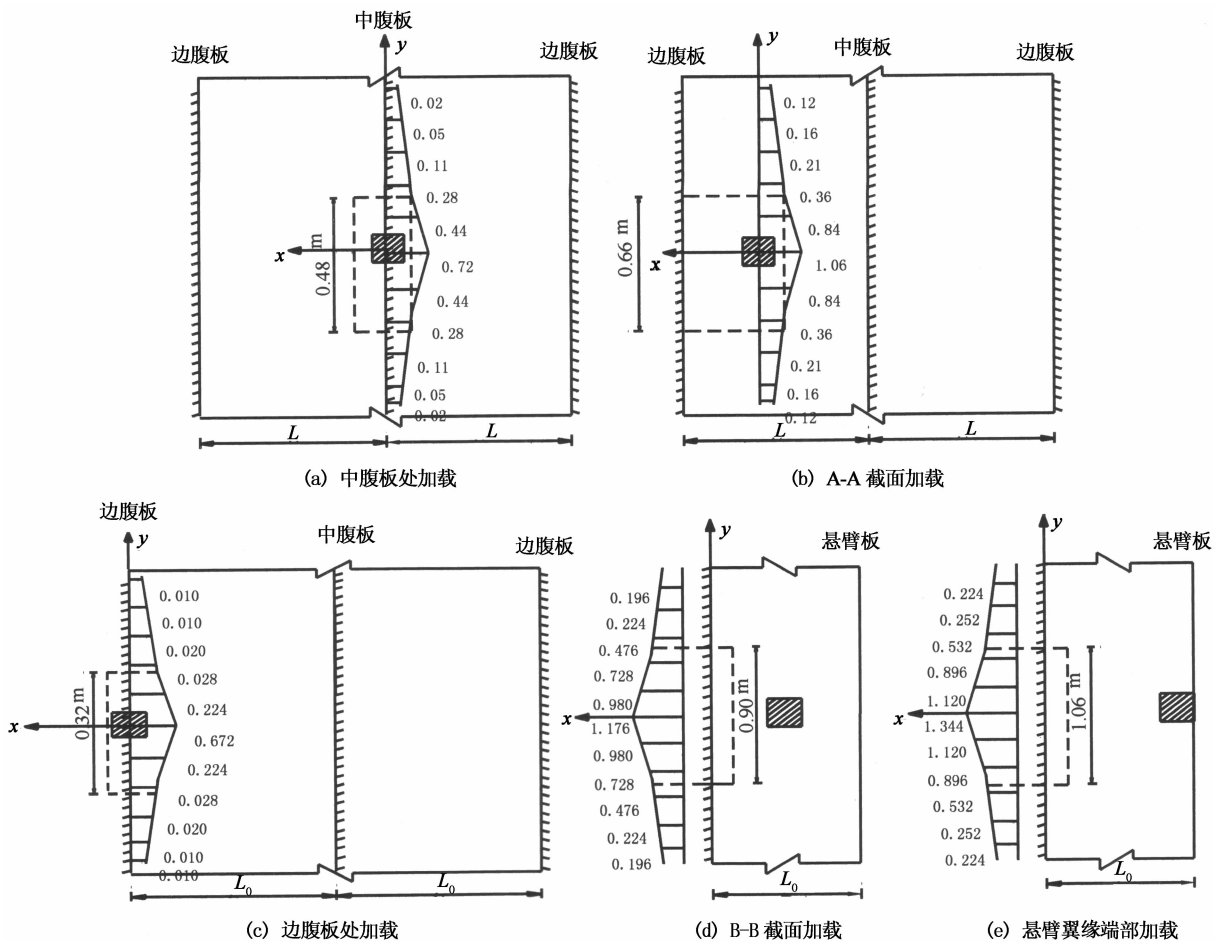 中腹板
y
边腹板
边腹板
0.02
0.05
0.11
0.28
0.44
0.72
0.44
0.28
0.11
0.05
0.02
x
0.48 m
L
L
(a) 中腹板处加载
y
边腹板
中腹板
边腹板
0.12
0.16
0.21
0.36
0.84
1.06
0.84
0.36
0.21
0.16
0.12
x
0.66 m
L
L
(b) A-A 截面加载
边腹板
y
中腹板
边腹板
0.010
0.010
0.020
0.028
0.224
0.672
0.224
0.028
0.020
0.010
0.010
x
0.32 m
L0
L0
(c) 边腹板处加载
y
悬臂板
0.196
0.224
0.476
0.728
0.980
1.176
0.980
0.728
0.476
0.224
0.196
x
0.90 m
L0
(d) B-B 截面加载
y
悬臂板
0.224
0.252
0.532
0.896
1.120
1.344
1.120
0.896
0.532
0.252
0.224
x
1.06 m
L0
(e) 悬臂翼缘端部加载